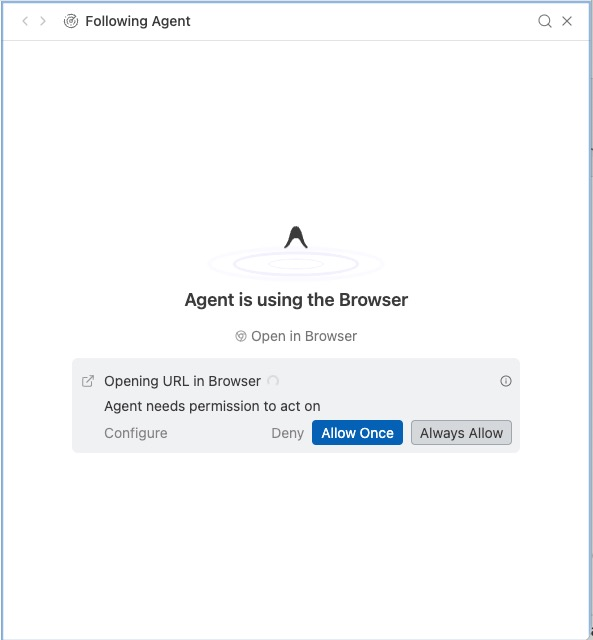 Following Agent
Agent is using the Browser
Open in Browser
Opening URL in Browser
Agent needs permission to act on
Configure Deny Allow Once Always Allow